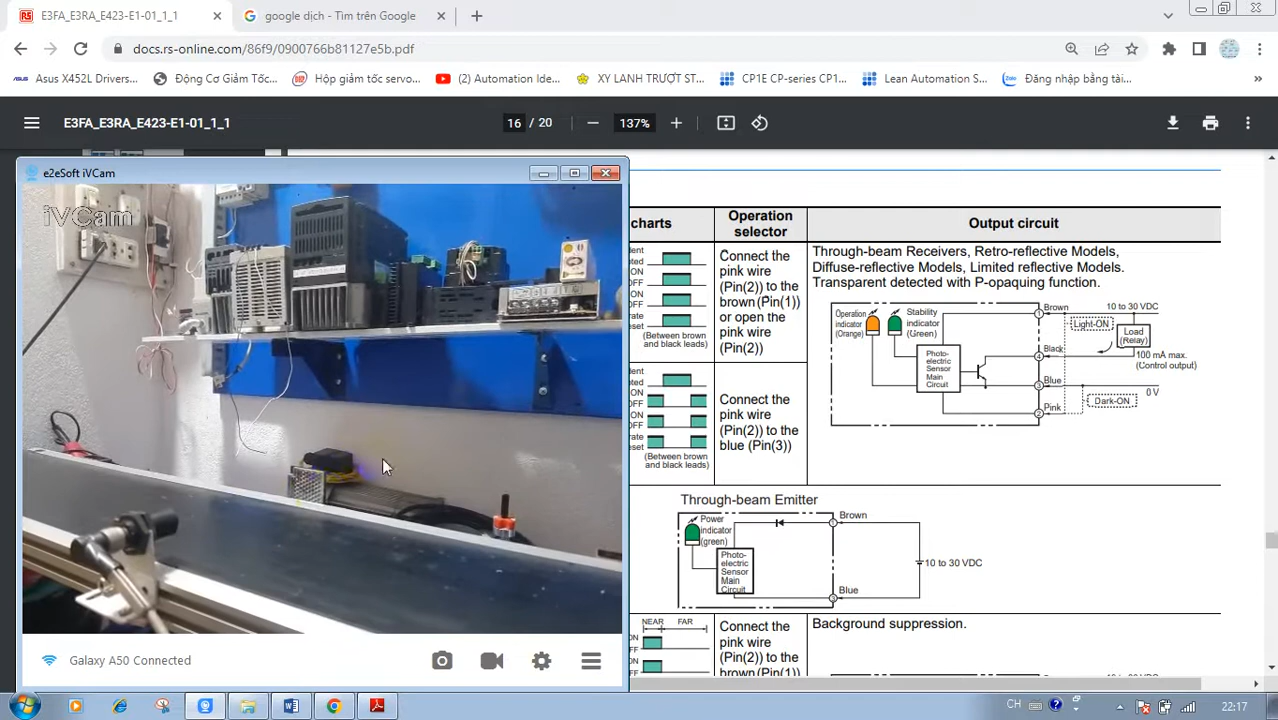 E3FA_E3RA_E423-E1-01_1_1
google dịch - Tìm trên Google
docs.rs-online.com/86f9/0900766b81127e5b.pdf
Asus X452L Drivers...
Động Cơ Giảm Tốc...
Hộp giảm tốc servo...
(2) Automation Ide...
XY LANH TRƯỢT ST...
CP1E CP-series CP1...
Lean Automation S...
Đăng nhập bằng tài...
»
E3FA_E3RA_E423-E1-01_1_1
16 / 20
137%
e2eSoft iVCam
iVCam
Galaxy A50 Connected
charts
Operation
selector
Output circuit
Connect the
pink wire
(Pin(2)) to the
brown (Pin(1))
or open the
pink wire
(Pin(2))
(Between brown
and black leads)
Through-beam Receivers, Retro-reflective Models,
Diffuse-reflective Models, Limited reflective Models.
Transparent detected with P-opaquing function.
Operation
indicator
(Orange)
Stability
indicator
(Green)
Photo-
electric
Sensor
Main
Circuit
1 Brown
10 to 30 VDC
Light-ON
Load
(Relay)
4 Black
100 mA max.
(Control output)
3 Blue
0 V
Dark-ON
2 Pink
Connect the
pink wire
(Pin(2)) to the
blue (Pin(3))
(Between brown
and black leads)
Through-beam Emitter
Power
indicator
(green)
Photo-
electric
Sensor
Main
Circuit
1 Brown
10 to 30 VDC
3 Blue
NEAR FAR
Connect the
pink wire
(Pin(2)) to the
brown (Pin(1))
Background suppression.
CH
22:17